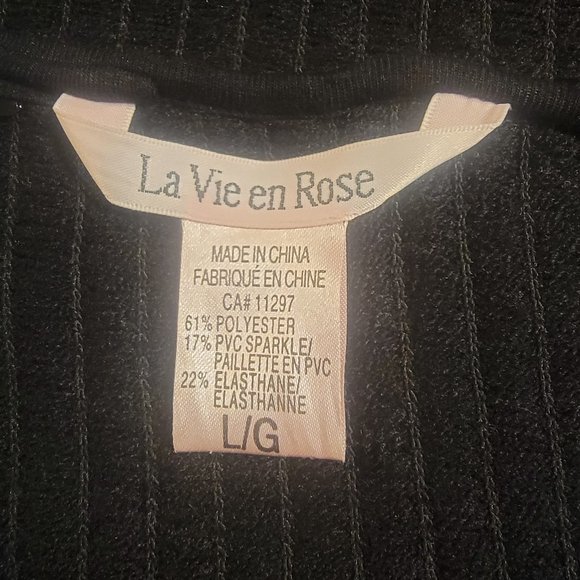 La Vie en Rose
MADE IN CHINA
FABRIQUÉ EN CHINE
CA# 11297
61% POLYESTER
17% PVC SPARKLE/
PAILLETTE EN PVC
22% ELASTHANE/
ELASTHANNE
L/G